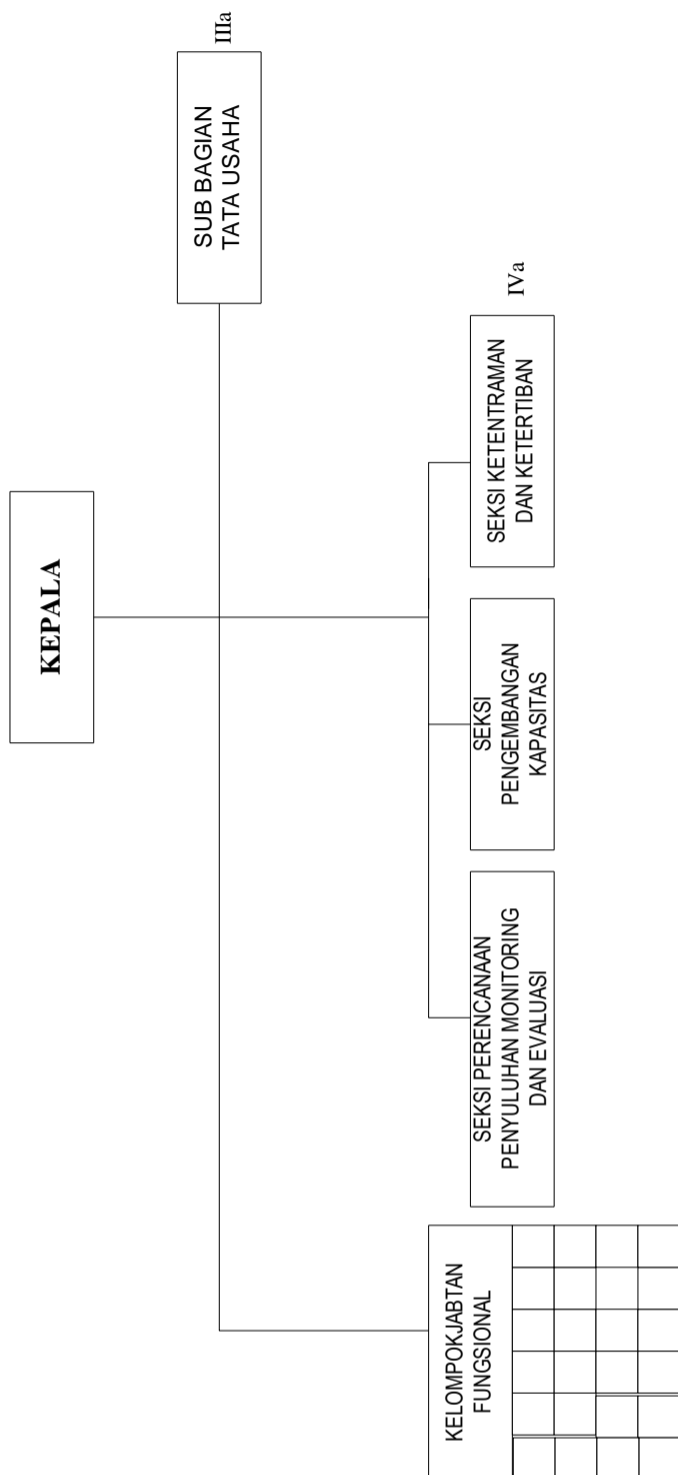 KEPALA
SUB BAGIAN
TATA USAHA
IIIa
KELOMPOKJABTAN
FUNGSIONAL
SEKSI PERENCANAAN
PENYULUHAN MONITORING
DAN EVALUASI
SEKSI
PENGEMBANGAN
KAPASITAS
SEKSI KETENTRAMAN
DAN KETERTIBAN
IVa